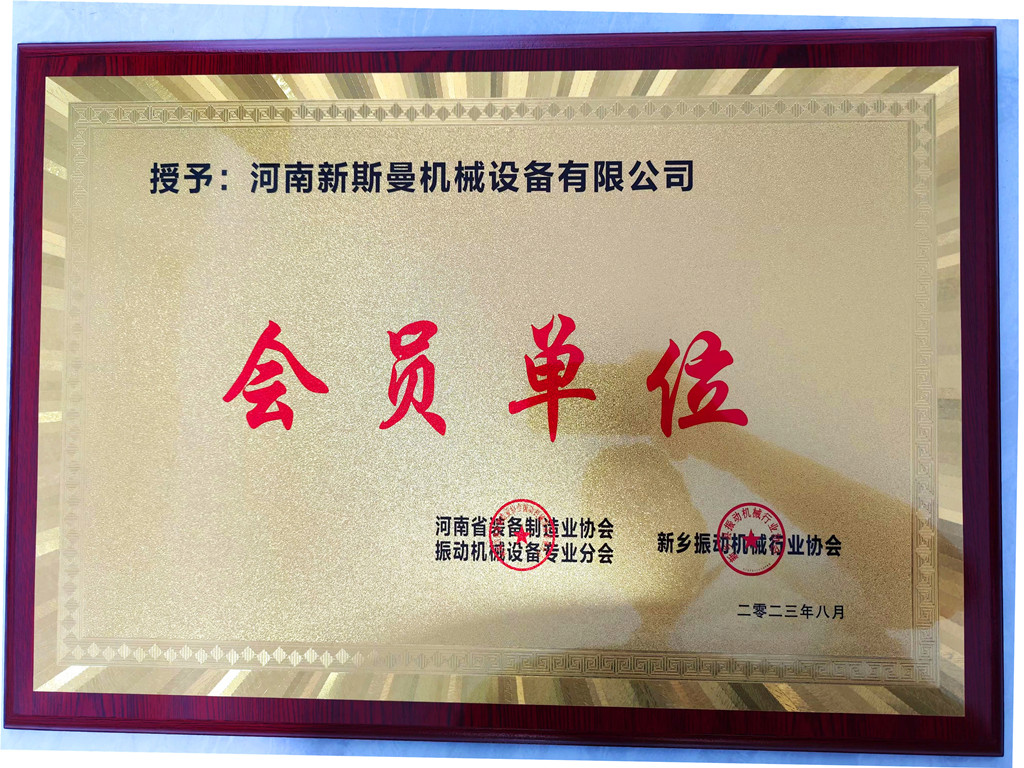 授予：河南新斯曼机械设备有限公司
会员单位
河南省装备制造业协会
振动机械设备专业分会
新乡振动机械行业协会
二零二三年八月